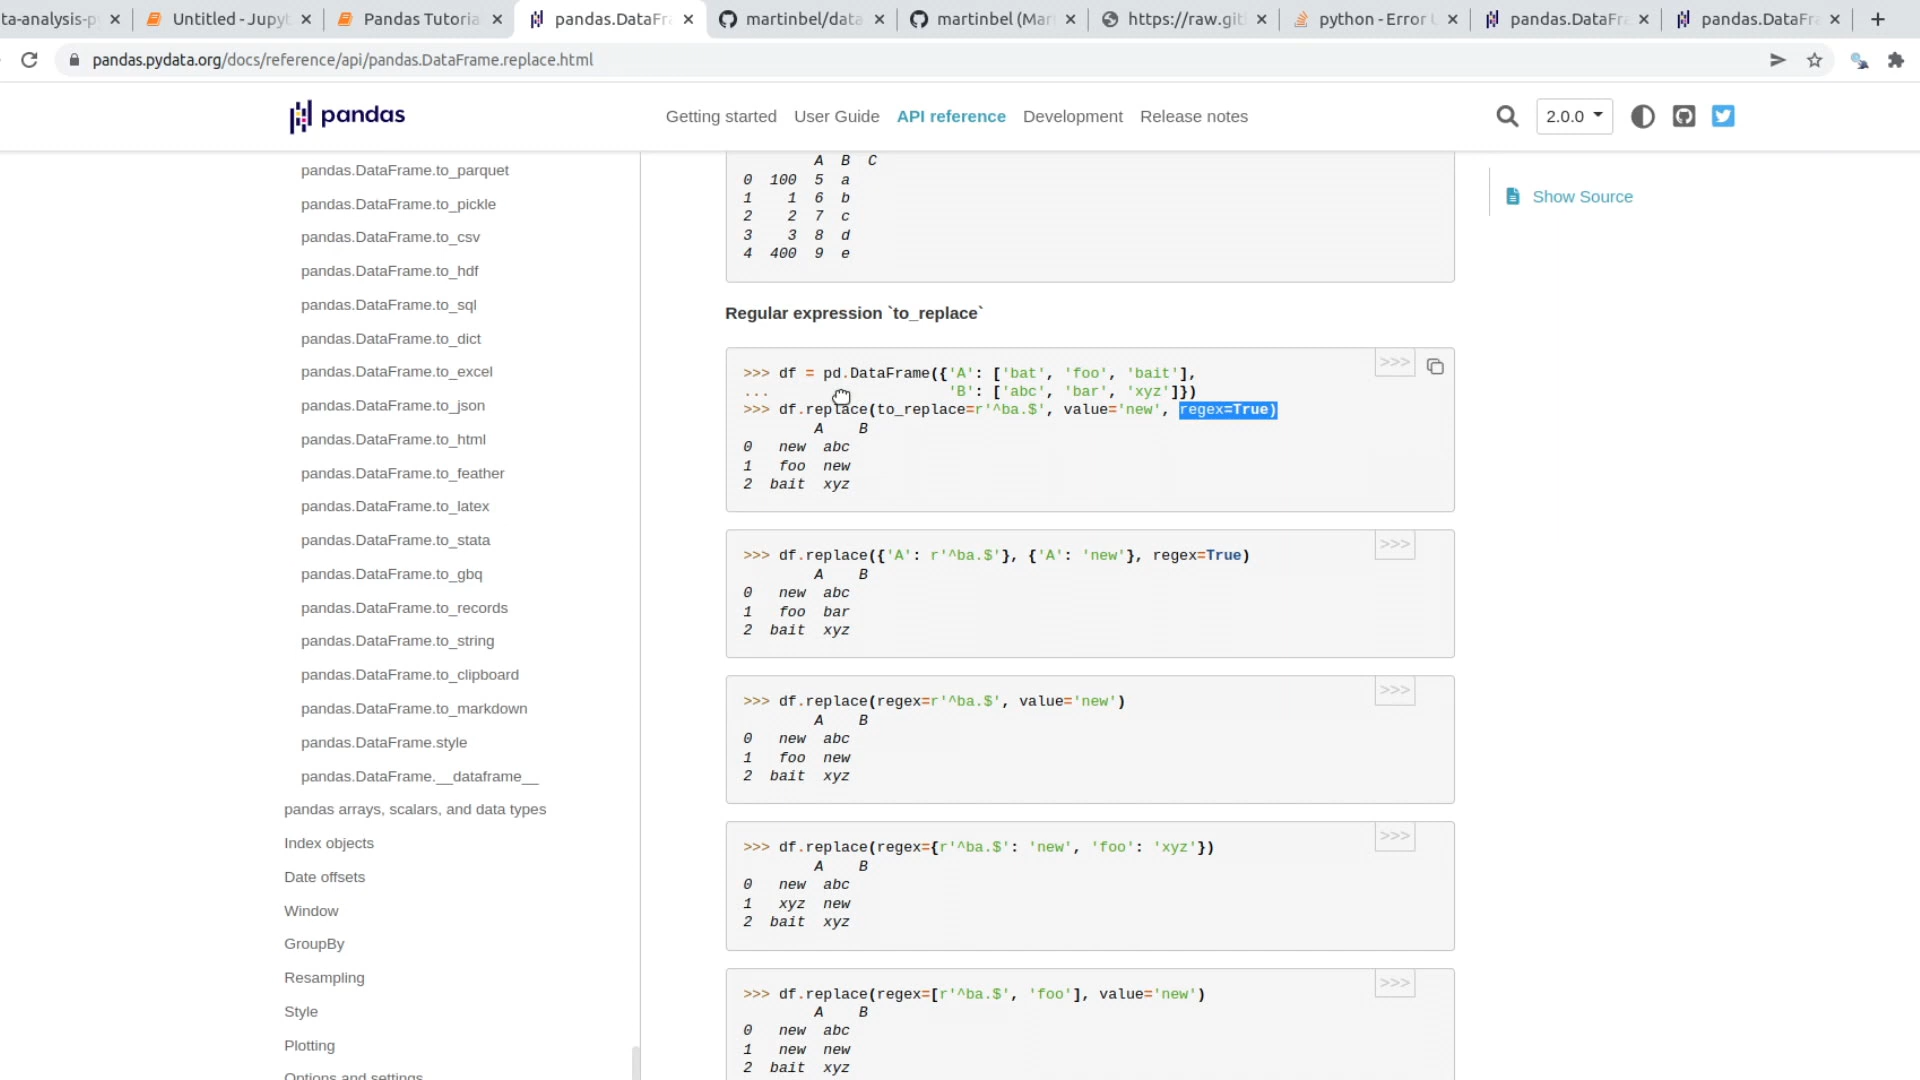 ta-analysis-p
Untitled - Jupyt
Pandas Tutoria
pandas.DataFra
martinbel/data
martinbel (Mar
https://raw.git
python - Error
pandas.DataFra
pandas.DataFra
pandas.pydata.org/docs/reference/api/pandas.DataFrame.replace.html
pandas
Getting started User Guide API reference Development Release notes
2.0.0
pandas.DataFrame.to_parquet
pandas.DataFrame.to_pickle
pandas.DataFrame.to_csv
pandas.DataFrame.to_hdf
pandas.DataFrame.to_sql
pandas.DataFrame.to_dict
pandas.DataFrame.to_excel
pandas.DataFrame.to_json
pandas.DataFrame.to_html
pandas.DataFrame.to_feather
pandas.DataFrame.to_latex
pandas.DataFrame.to_stata
pandas.DataFrame.to_gbq
pandas.DataFrame.to_records
pandas.DataFrame.to_string
pandas.DataFrame.to_clipboard
pandas.DataFrame.to_markdown
pandas.DataFrame.style
pandas.DataFrame.__dataframe__
pandas arrays, scalars, and data types
Index objects
Date offsets
Window
GroupBy
Resampling
Style
Plotting
Options and settings
A B C
0 100 5 a
1 1 6 b
2 2 7 c
3 3 8 d
4 400 9 e
Regular expression `to_replace`
>>>
>>> df = pd.DataFrame({'A': ['bat', 'foo', 'bait'],
... 'B': ['abc', 'bar', 'xyz']})
>>> df.replace(to_replace=r'^ba.$', value='new', regex=True)
A B
0 new abc
1 foo new
2 bait xyz
>>>
>>> df.replace({'A': r'^ba.$'}, {'A': 'new'}, regex=True)
A B
0 new abc
1 foo bar
2 bait xyz
>>>
>>> df.replace(regex=r'^ba.$', value='new')
A B
0 new abc
1 foo new
2 bait xyz
>>>
>>> df.replace(regex={r'^ba.$': 'new', 'foo': 'xyz'})
A B
0 new abc
1 xyz new
2 bait xyz
>>>
>>> df.replace(regex=[r'^ba.$', 'foo'], value='new')
A B
0 new abc
1 new new
2 bait xyz
Show Source